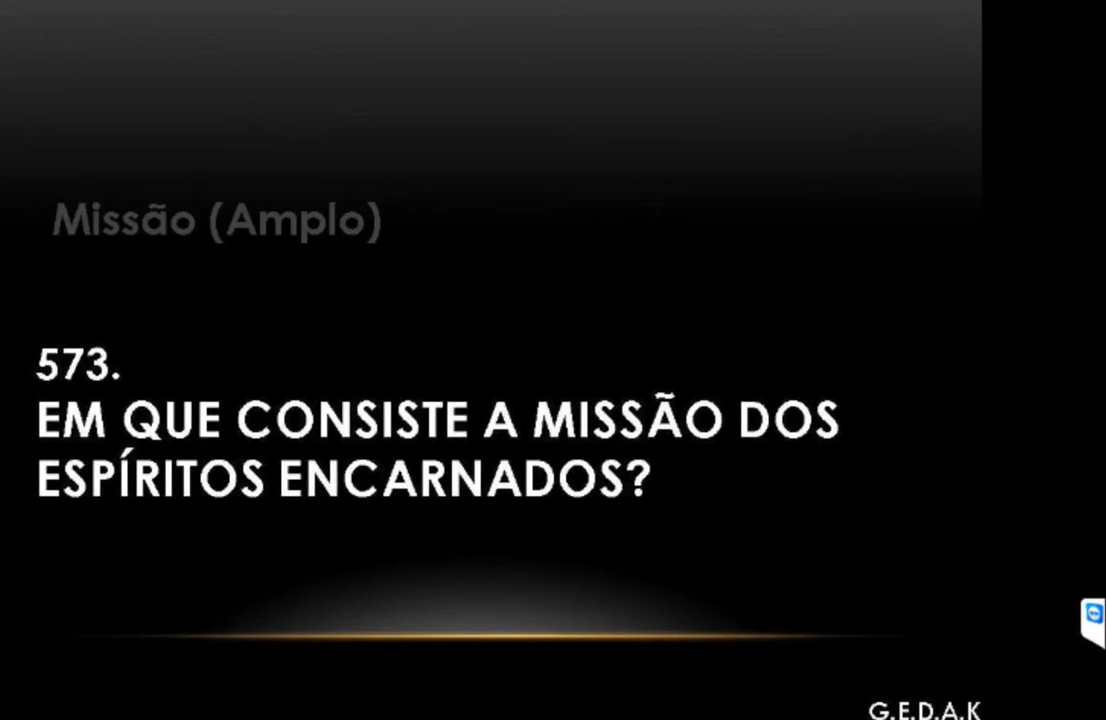 Missão (Amplo)
573.
EM QUE CONSISTE A MISSÃO DOS
ESPÍRITOS ENCARNADOS?
G.E.D.A.K